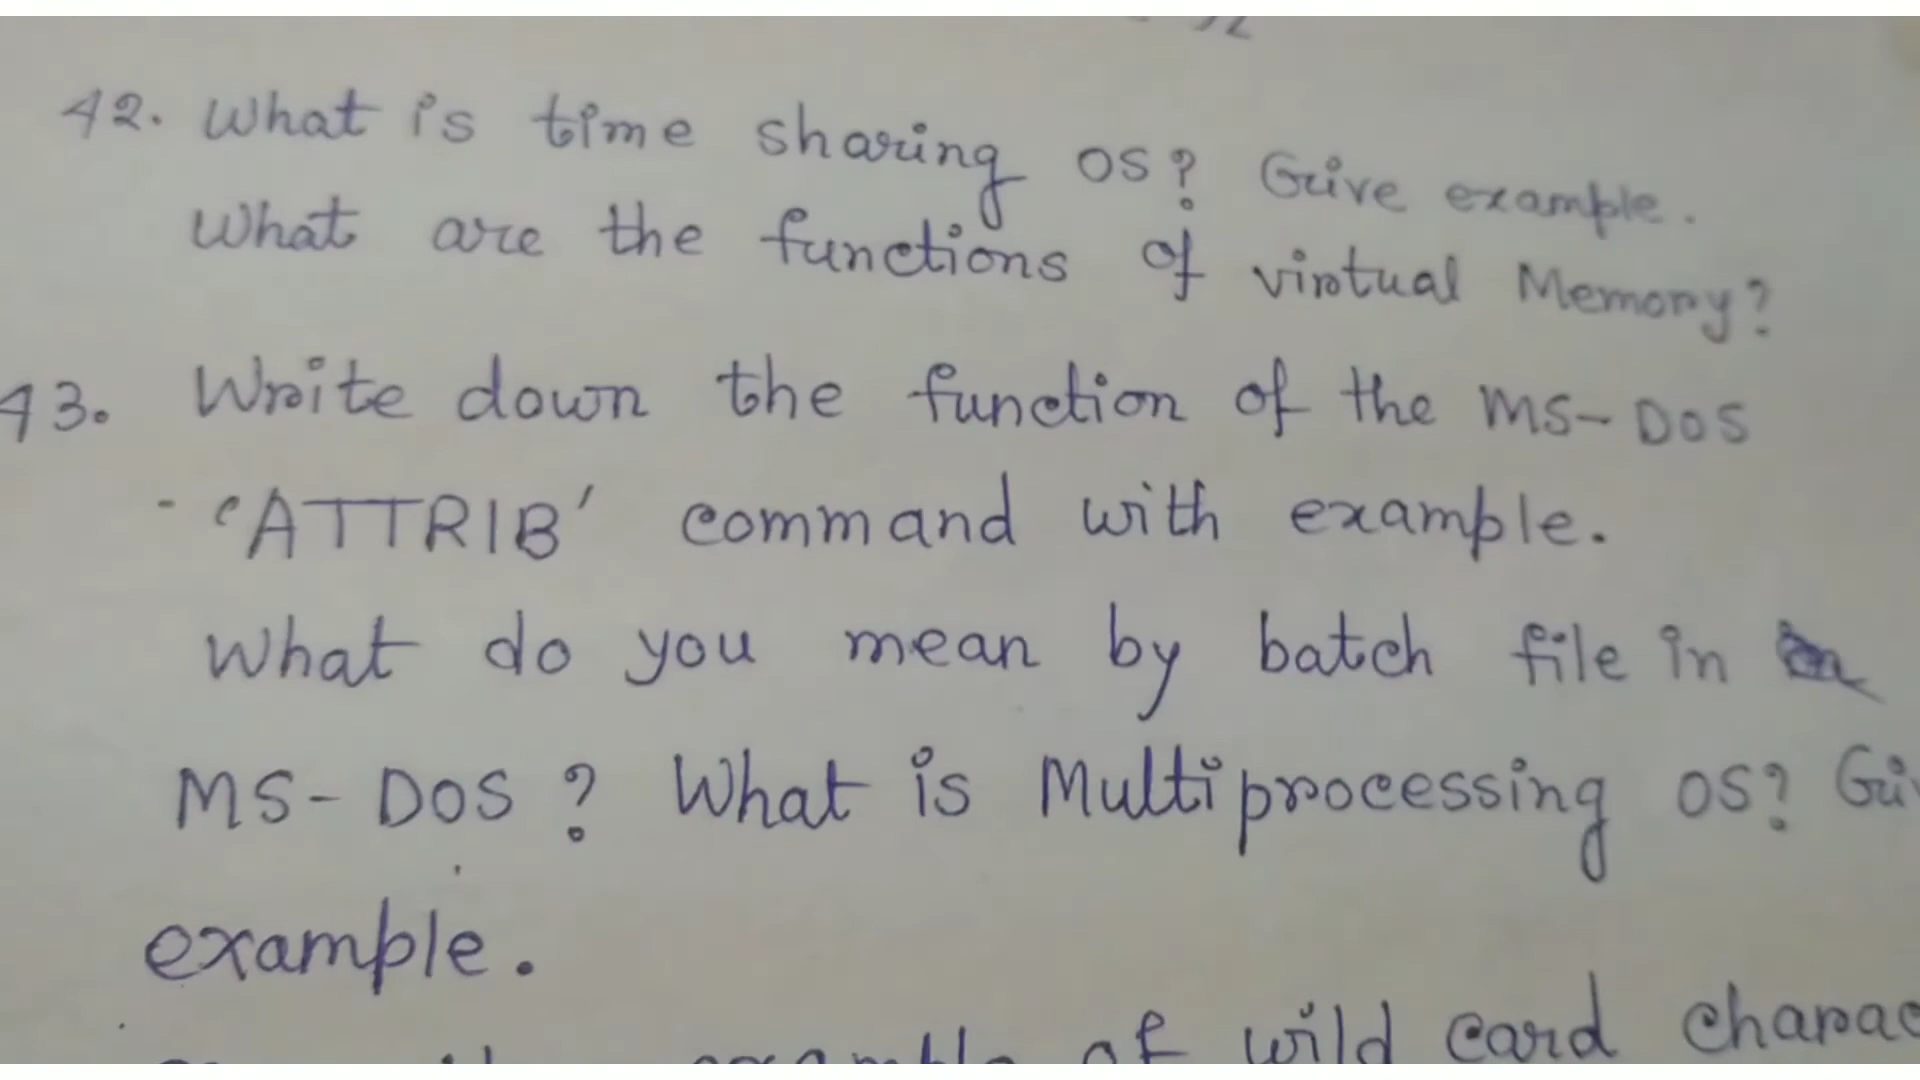 42. What is time sharing OS? Give example.
What are the functions of virtual Memory?
43. Write down the function of the MS-DOS
'ATTRIB' command with example.
What do you mean by batch file in
MS-DOS? What is Multiprocessing OS?
example.
of wild card